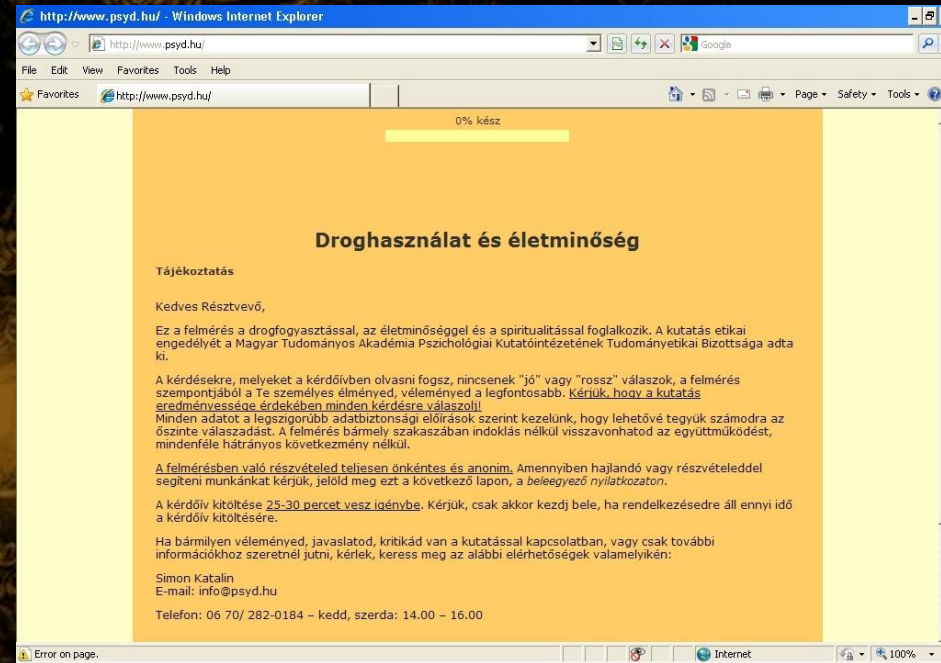 http://www.psyd.hu/ - Windows Internet Explorer
http://www.psyd.hu/
Google
File Edit View Favorites Tools Help
Favorites http://www.psyd.hu/ Page Safety Tools
0% kész
Droghasználat és életminőség
Tájékoztatás
Kedves Résztvevő,
Ez a felmérés a drogfogyasztással, az életminőséggel és a spiritualitással foglalkozik. A kutatás etikai
engedélyét a Magyar Tudományos Akadémia Pszichológiai Kutatóintézetének Tudományetikai Bizottsága adta
ki.
A kérdésekre, melyeket a kérdőívben olvasni fogsz, nincsenek "jó" vagy "rossz" válaszok, a felmérés
szempontjából a Te személyes élményed, véleményed a legfontosabb. Kérjük, hogy a kutatás
eredményessége érdekében minden kérdésre válaszolj!
Minden adatot a legszigorúbb adatbiztonsági előírások szerint kezelünk, hogy lehetővé tegyük számodra az
őszinte válaszadást. A felmérés bármely szakaszában indoklás nélkül visszavonhatod az együttműködést,
mindenféle hátrányos következmény nélkül.
A felmérésben való részvételed teljesen önkéntes és anonim. Amennyiben hajlandó vagy részvételeddel
segíteni munkánkat kérjük, jelöld meg ezt a következő lapon, a beleegyező nyilatkozaton.
A kérdőív kitöltése 25-30 percet vesz igénybe. Kérjük, csak akkor kezdj bele, ha rendelkezésedre áll ennyi idő
a kérdőív kitöltésére.
Ha bármilyen véleményed, javaslatod, kritikád van a kutatással kapcsolatban, vagy csak további
információkhoz szeretnél jutni, kérlek, keress meg az alábbi elérhetőségek valamelyikén:
Simon Katalin
E-mail: info@psyd.hu
Telefon: 06 70/ 282-0184 – kedd, szerda: 14.00 – 16.00
Error on page. Internet 100%